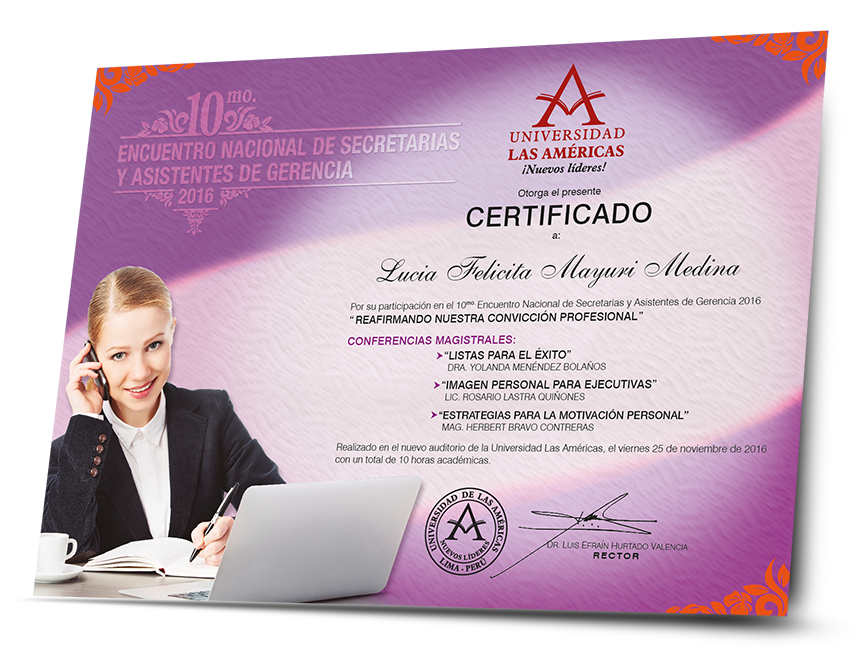 10mo.
ENCUENTRO NACIONAL DE SECRETARIAS
Y ASISTENTES DE GERENCIA
2016
UNIVERSIDAD
LAS AMÉRICAS
¡Nuevos líderes!
Otorga el presente
CERTIFICADO
a:
Lucia Felicita Mayuri Medina
Por su participación en el 10mo. Encuentro Nacional de Secretarias y Asistentes de Gerencia 2016
“REAFIRMANDO NUESTRA CONVICCIÓN PROFESIONAL”
CONFERENCIAS MAGISTRALES:
“LISTAS PARA EL ÉXITO”
DRA. YOLANDA MENÉNDEZ BOLAÑOS
“IMAGEN PERSONAL PARA EJECUTIVAS”
LIC. ROSARIO LASTRA QUIÑONES
“ESTRATEGIAS PARA LA MOTIVACIÓN PERSONAL”
MAG. HERBERT BRAVO CONTRERAS
Realizado en el nuevo auditorio de la Universidad Las Américas, el viernes 25 de noviembre de 2016
con un total de 10 horas académicas.
UNIVERSIDAD DE LAS AMÉRICAS
NUEVOS LÍDERES
LIMA - PERÚ
DR. LUIS EFRAÍN HURTADO VALENCIA
RECTOR